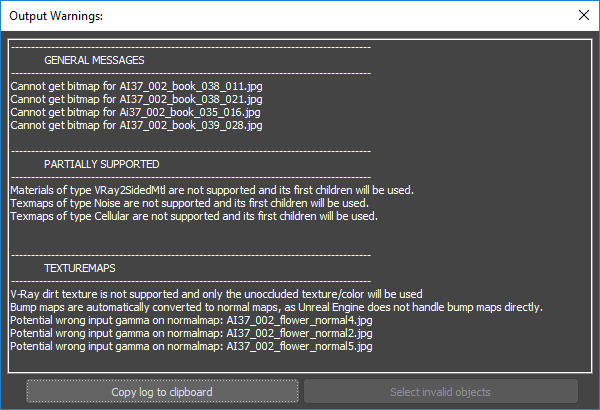 Output Warnings:
--------------------------------------------------------------------------------------------
GENERAL MESSAGES
--------------------------------------------------------------------------------------------
Cannot get bitmap for AI37_002_book_038_011.jpg
Cannot get bitmap for AI37_002_book_038_021.jpg
Cannot get bitmap for Ai37_002_book_035_016.jpg
Cannot get bitmap for AI37_002_book_039_028.jpg
--------------------------------------------------------------------------------------------
PARTIALLY SUPPORTED
--------------------------------------------------------------------------------------------
Materials of type VRay2SidedMtl are not supported and its first children will be used.
Texmaps of type Noise are not supported and its first children will be used.
Texmaps of type Cellular are not supported and its first children will be used.
--------------------------------------------------------------------------------------------
TEXTUREMAPS
--------------------------------------------------------------------------------------------
V-Ray dirt texture is not supported and only the unoccluded texture/color will be used
Bump maps are automatically converted to normal maps, as Unreal Engine does not handle bump maps directly.
Potential wrong input gamma on normalmap: AI37_002_flower_normal4.jpg
Potential wrong input gamma on normalmap: AI37_002_flower_normal2.jpg
Potential wrong input gamma on normalmap: AI37_002_flower_normal5.jpg
Copy log to clipboard
Select invalid objects